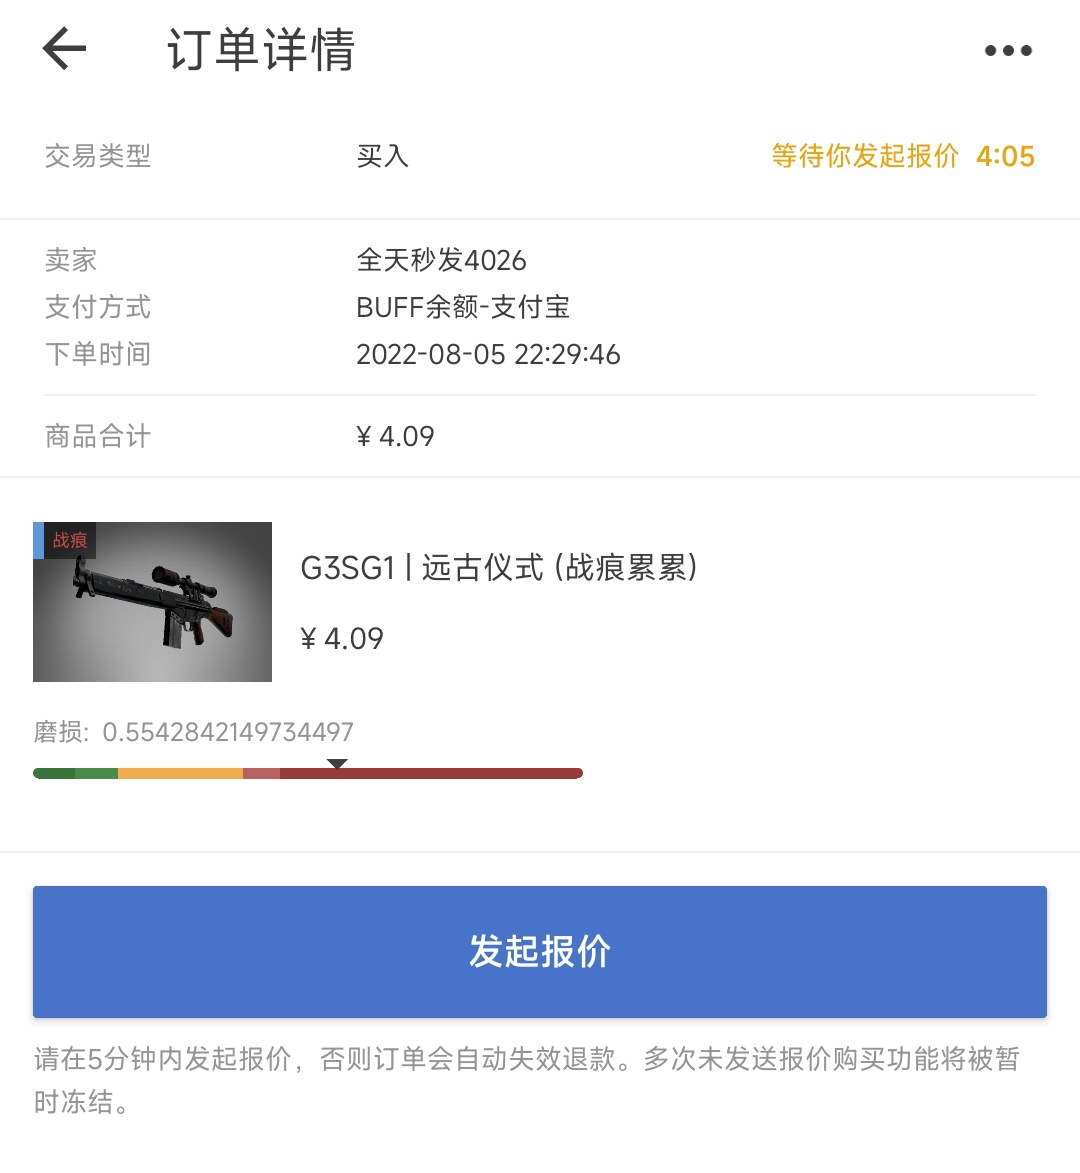 订单详情
交易类型 买入 等待你发起报价 4:05
卖家 全天秒发4026
支付方式 BUFF余额-支付宝
下单时间 2022-08-05 22:29:46
商品合计 ¥ 4.09
战痕
G3SG1 | 远古仪式 (战痕累累)
¥ 4.09
磨损: 0.5542842149734497
发起报价
请在5分钟内发起报价，否则订单会自动失效退款。多次未发送报价购买功能将被暂
时冻结。